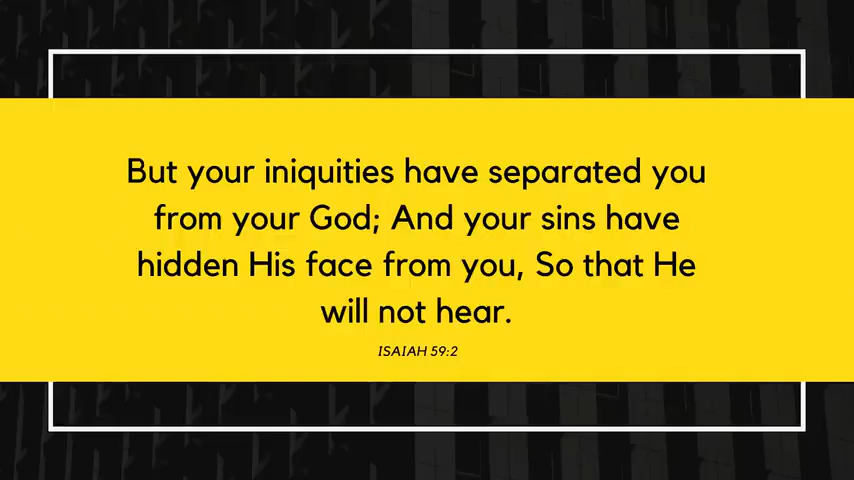 But your iniquities have separated you
from your God; And your sins have
hidden His face from you, So that He
will not hear.
ISAIAH 59:2